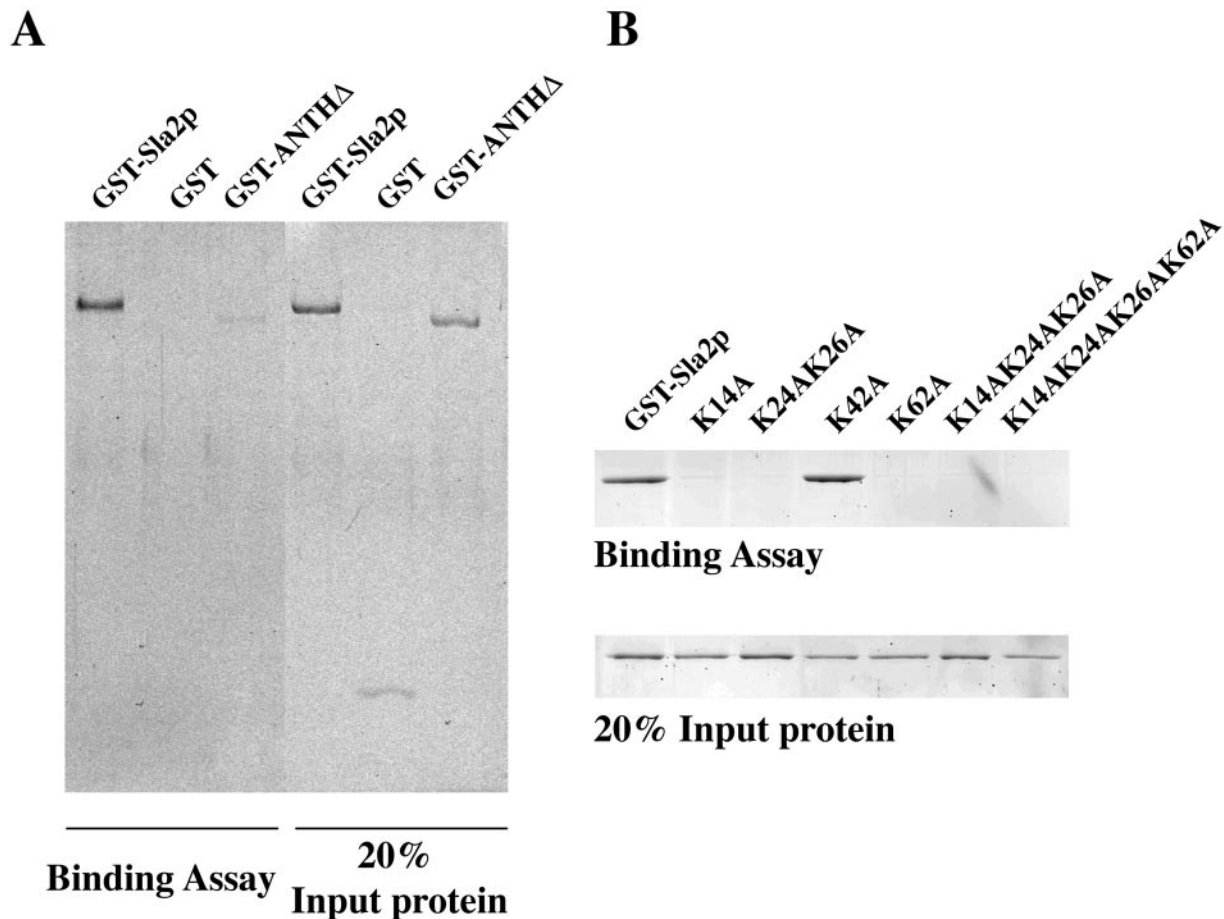 A
GST-Sla2p
GST
GST-ANTHΔ
GST-Sla2p
GST
GST-ANTHΔ
Binding Assay
20%
Input protein
B
GST-Sla2p
K14A
K24AK26A
K42A
K62A
K14AK24AK26A
K14AK24AK26AK62A
Binding Assay
20% Input protein